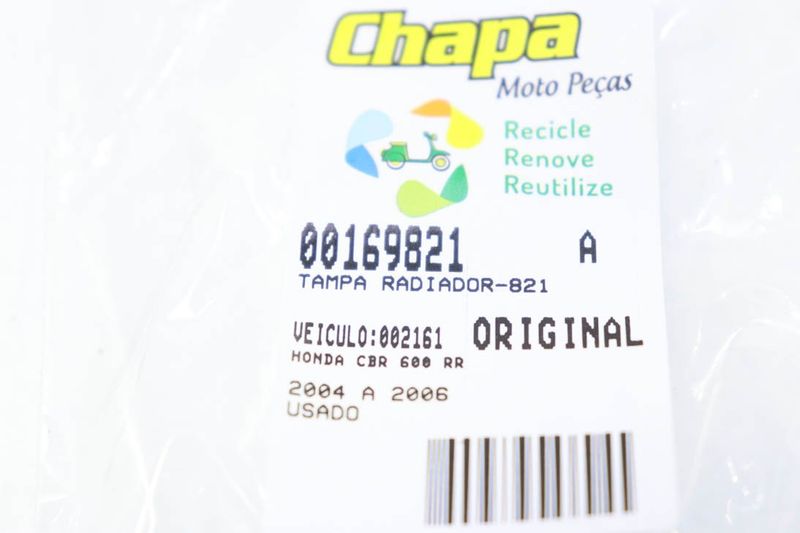 Chapa
Moto Peças
Recicle
Renove
Reutilize
00169821 A
TAMPA RADIADOR-821
VEICULO:002161 ORIGINAL
HONDA CBR 600 RR
2004 A 2006
USADO